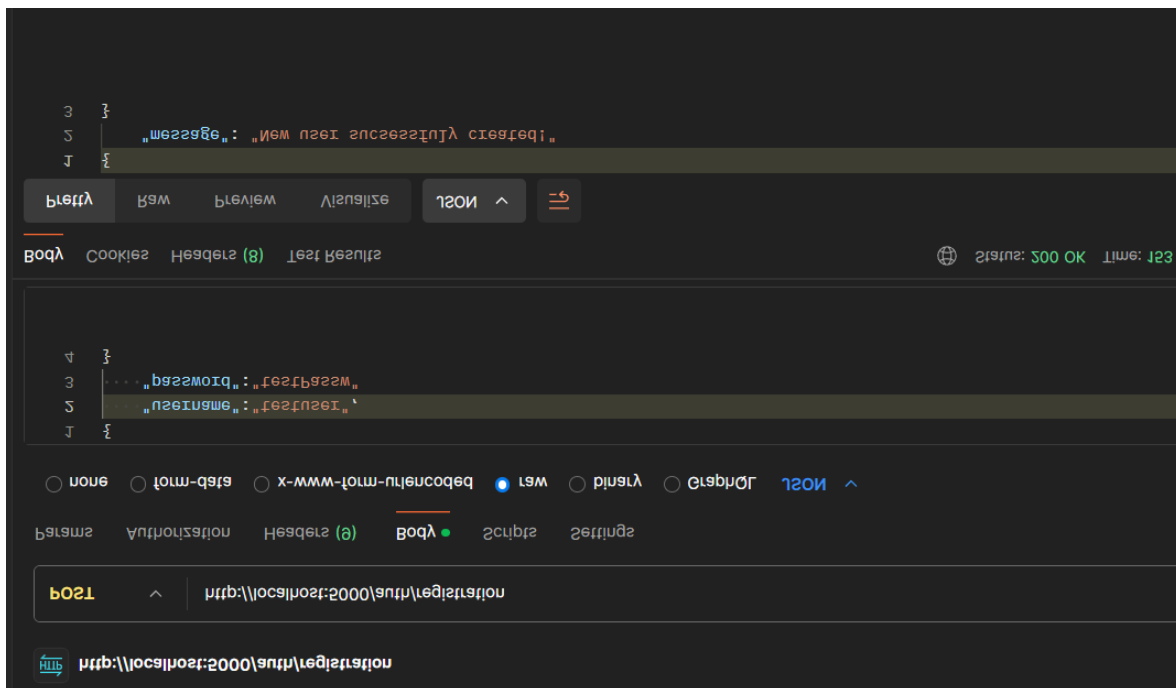 HTTP http://localhost:5000/auth/registration
POST http://localhost:5000/auth/registration
Params Authorization Headers (9) Body Scripts Settings
none form-data x-www-form-urlencoded raw binary GraphQL JSON
1 {
2 "username":"testuser",
3 "password":"testPassw"
4 }
Body Cookies Headers (8) Test Results Status: 200 OK Time: 153
Pretty Raw Preview Visualize JSON
1 {
2 "message": "New user sucsessfuly created!"
3 }